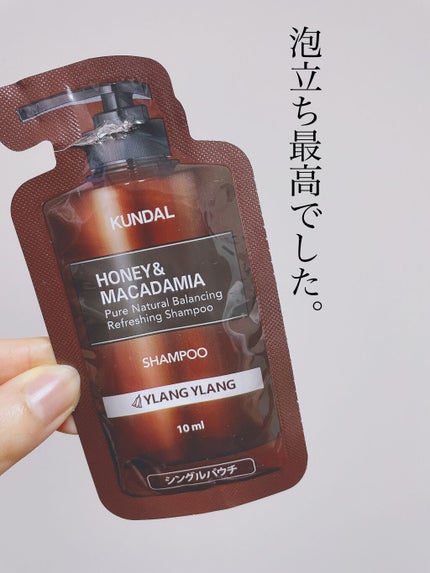 泡立ち最高でした。
KUNDAL
HONEY&
MACADAMIA
Pure Natural Balancing
Refreshing Shampoo
SHAMPOO
YLANG YLANG
10 ml
シングルパウチ